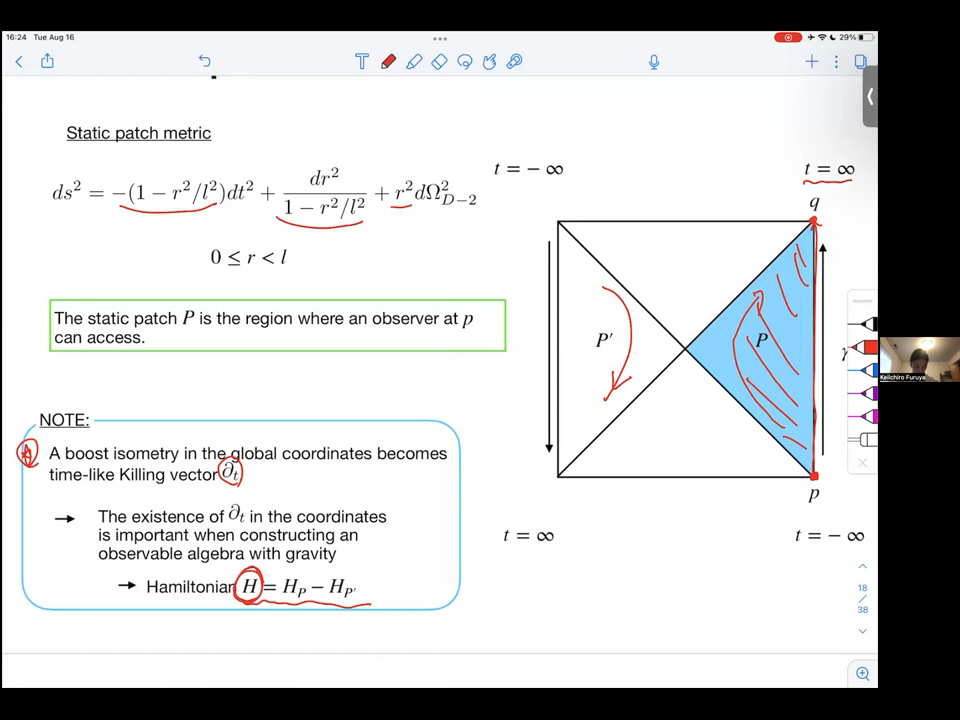 16:24 Tue Aug 16
29%
Static patch metric
ds² = −(1 − r²/l²)dt² + dr²/(1 − r²/l²) + r²dΩ²_{D−2}
0 ≤ r < l
The static patch P is the region where an observer at p
can access.
NOTE:
A boost isometry in the global coordinates becomes
time-like Killing vector ∂ₜ
→ The existence of ∂ₜ in the coordinates
is important when constructing an
observable algebra with gravity
→ Hamiltonian H = H_P − H_{P′}
t = − ∞
t = ∞
q
P′
P
γ
p
t = ∞
t = − ∞
18
/
38
Keiichiro Furuya